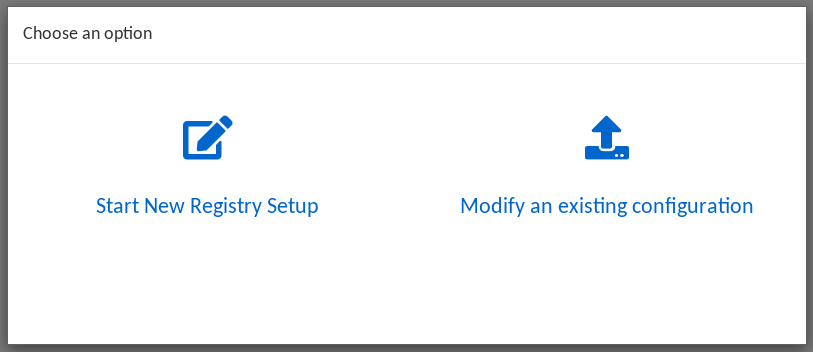 Choose an option
Start New Registry Setup
Modify an existing configuration